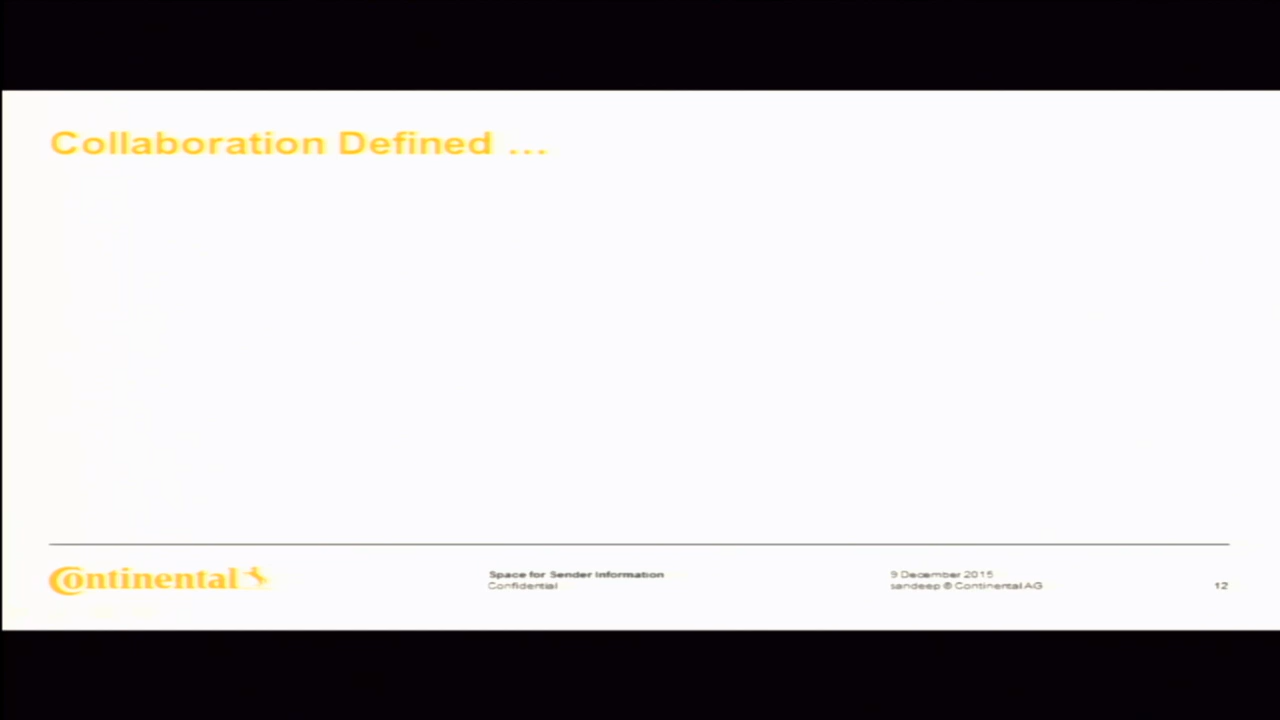 Collaboration Defined ...
Continental
Space for Sender Information
Confidential
9 December 2015
sandeep © Continental AG
12